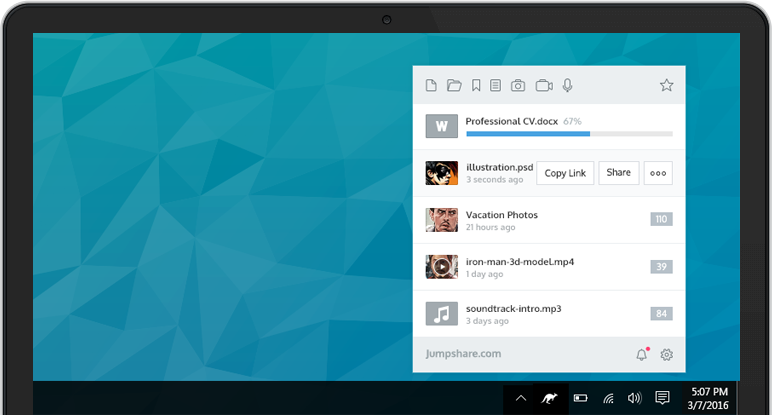 Professional CV.docx 67%
W
illustration.psd
3 seconds ago
Copy Link
Share
Vacation Photos
21 hours ago
110
iron-man-3d-model.mp4
1 day ago
39
soundtrack-intro.mp3
3 days ago
84
Jumpshare.com
5:07 PM
3/7/2016